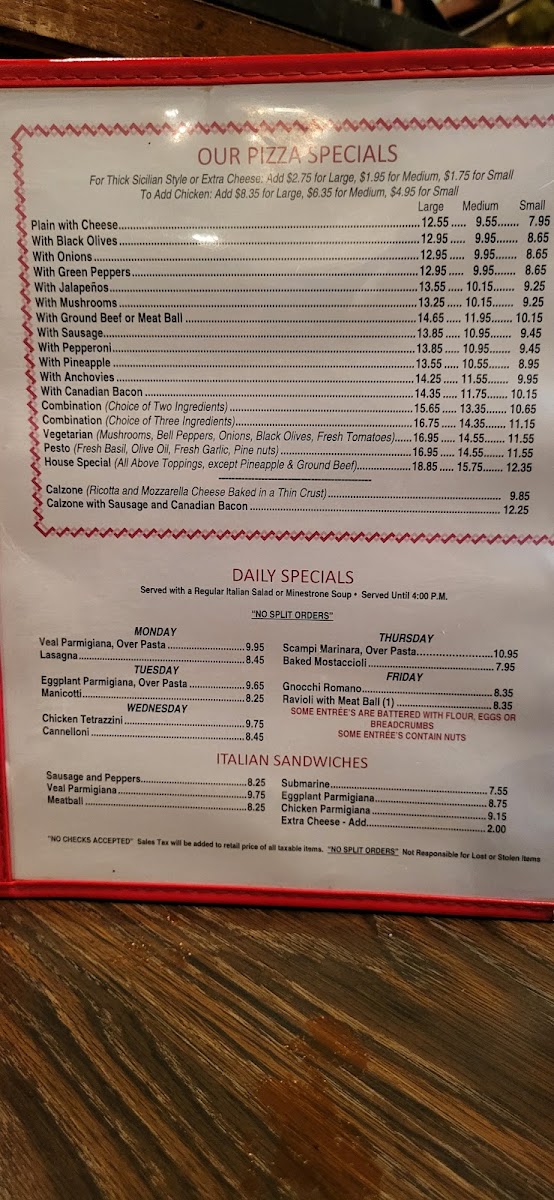 OUR PIZZA SPECIALS
For Thick Sicilian Style or Extra Cheese: Add $2.75 for Large, $1.95 for Medium, $1.75 for Small
To Add Chicken: Add $8.35 for Large, $6.35 for Medium, $4.95 for Small
Large Medium Small
Plain with Cheese 12.55 9.55 7.95
With Black Olives 12.95 9.95 8.65
With Onions 12.95 9.95 8.65
With Green Peppers 12.95 9.95 8.65
With Jalapeños 13.55 10.15 9.25
With Mushrooms 13.25 10.15 9.25
With Ground Beef or Meat Ball 14.65 11.95 10.15
With Sausage 13.85 10.95 9.45
With Pepperoni 13.85 10.95 9.45
With Pineapple 13.55 10.55 8.95
With Anchovies 14.25 11.55 9.95
With Canadian Bacon 14.35 11.75 10.15
Combination (Choice of Two Ingredients) 15.65 13.35 10.65
Combination (Choice of Three Ingredients) 16.75 14.35 11.15
Vegetarian (Mushrooms, Bell Peppers, Onions, Black Olives, Fresh Tomatoes) 16.95 14.55 11.55
Pesto (Fresh Basil, Olive Oil, Fresh Garlic, Pine nuts) 16.95 14.55 11.55
House Special (All Above Toppings, except Pineapple & Ground Beef) 18.85 15.75 12.35
Calzone (Ricotta and Mozzarella Cheese Baked in a Thin Crust) 9.85
Calzone with Sausage and Canadian Bacon 12.25
DAILY SPECIALS
Served with a Regular Italian Salad or Minestrone Soup • Served Until 4:00 P.M.
"NO SPLIT ORDERS"
MONDAY
Veal Parmigiana, Over Pasta 9.95
Lasagna 8.45
TUESDAY
Eggplant Parmigiana, Over Pasta 9.65
Manicotti 8.25
WEDNESDAY
Chicken Tetrazzini 9.75
Cannelloni 8.45
THURSDAY
Scampi Marinara, Over Pasta 10.95
Baked Mostaccioli 7.95
FRIDAY
Gnocchi Romano 8.35
Ravioli with Meat Ball (1) 8.35
SOME ENTRÉE'S ARE BATTERED WITH FLOUR, EGGS OR
BREADCRUMBS
SOME ENTRÉE'S CONTAIN NUTS
ITALIAN SANDWICHES
Sausage and Peppers 8.25
Veal Parmigiana 9.75
Meatball 8.25
Submarine 7.55
Eggplant Parmigiana 8.75
Chicken Parmigiana 9.15
Extra Cheese - Add 2.00
"NO CHECKS ACCEPTED" Sales Tax will be added to retail price of all taxable items. "NO SPLIT ORDERS" Not Responsible for Lost or Stolen Items